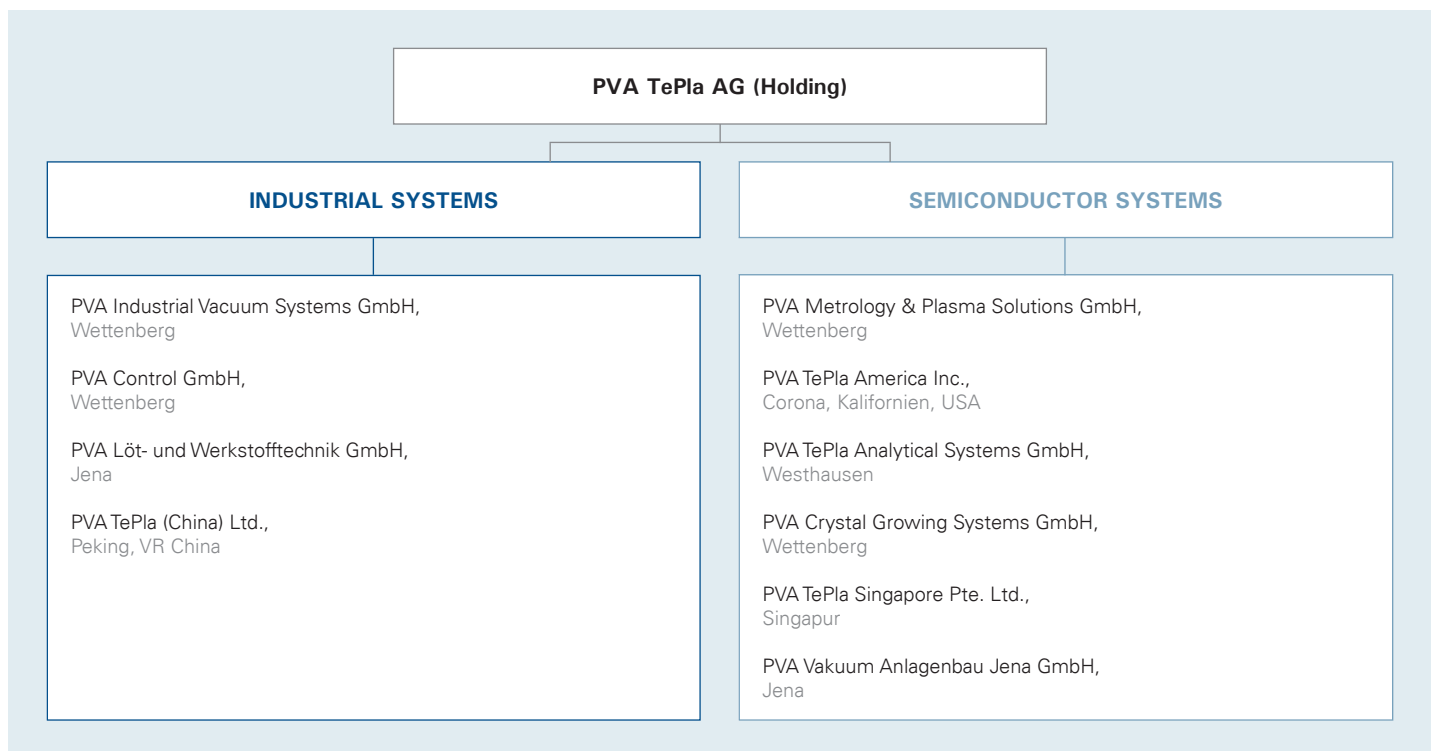 PVA TePla AG (Holding)
INDUSTRIAL SYSTEMS
PVA Industrial Vacuum Systems GmbH,
Wettenberg
PVA Control GmbH,
Wettenberg
PVA Löt- und Werkstofftechnik GmbH,
Jena
PVA TePla (China) Ltd.,
Peking, VR China
SEMICONDUCTOR SYSTEMS
PVA Metrology & Plasma Solutions GmbH,
Wettenberg
PVA TePla America Inc.,
Corona, Kalifornien, USA
PVA TePla Analytical Systems GmbH,
Westhausen
PVA Crystal Growing Systems GmbH,
Wettenberg
PVA TePla Singapore Pte. Ltd.,
Singapur
PVA Vakuum Anlagenbau Jena GmbH,
Jena